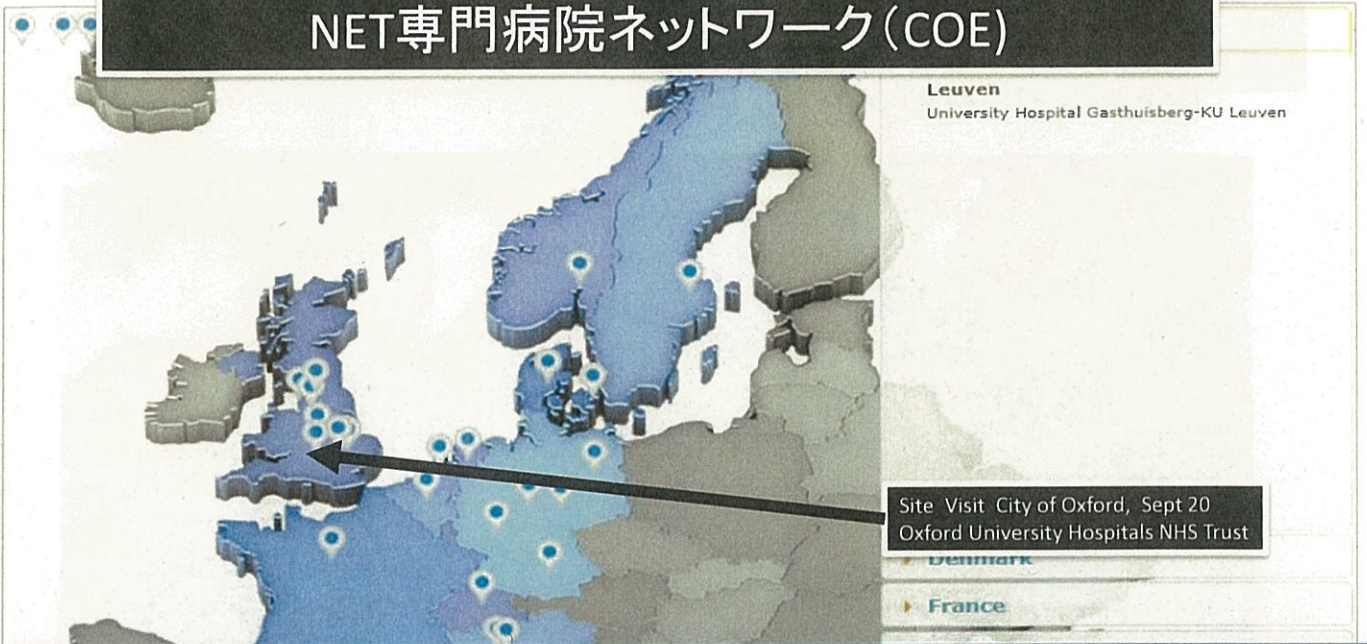 NET専門病院ネットワーク(COE)
Leuven
University Hospital Gasthuisberg-KU Leuven
Site Visit City of Oxford, Sept 20
Oxford University Hospitals NHS Trust
Denmark
France